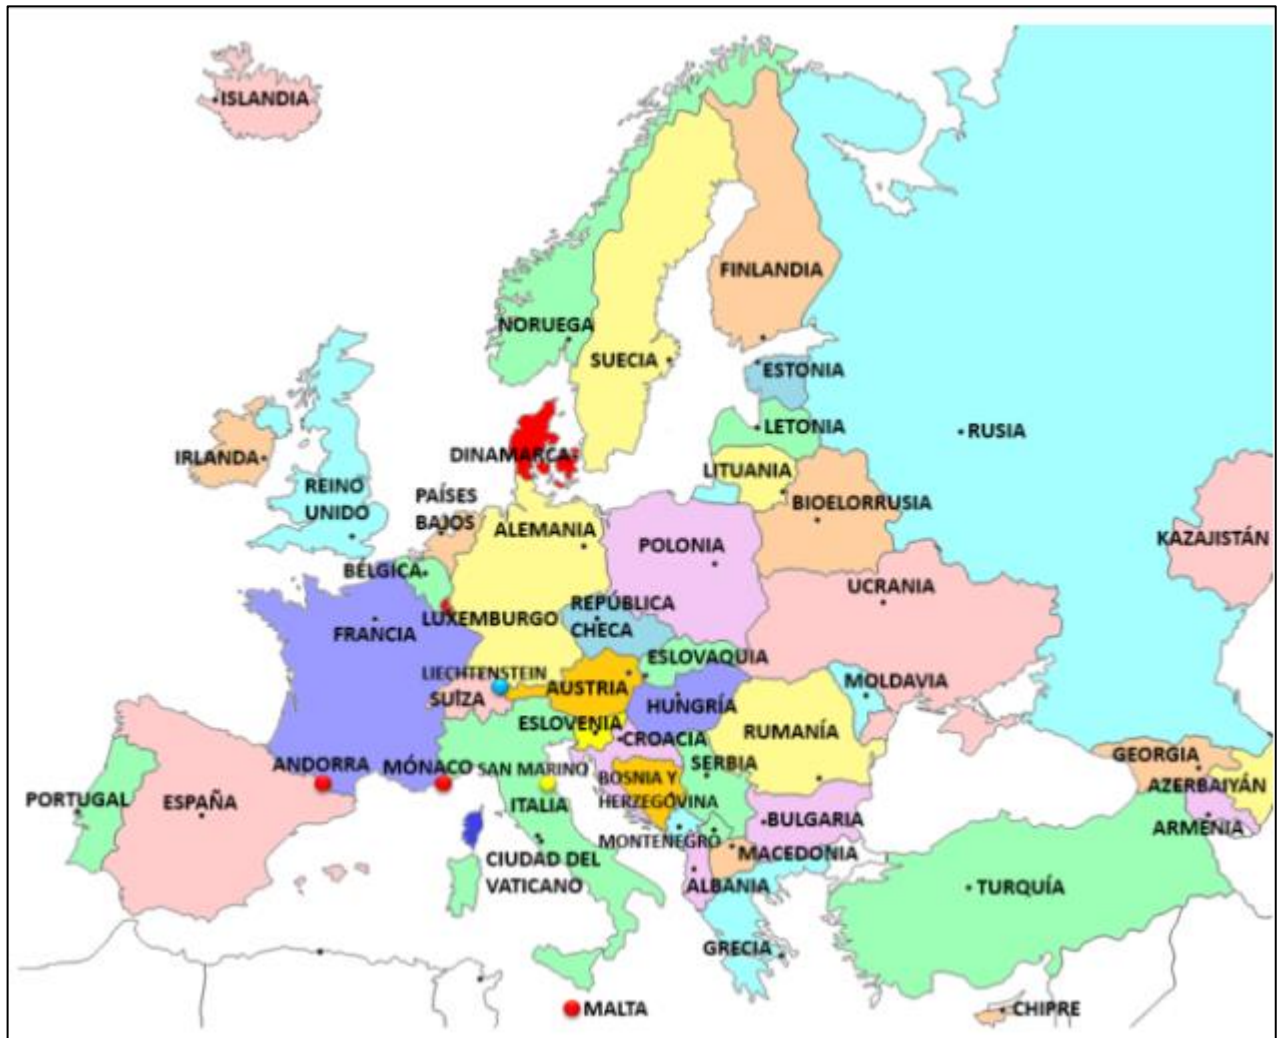 ISLANDIA
FINLANDIA
NORUEGA
SUECIA
ESTONIA
LETONIA
RUSIA
DINAMARCA
IRLANDA
LITUANIA
REINO
UNIDO
PAÍSES
BAJOS
ALEMANIA
BIOELORRUSIA
POLONIA
KAZAJISTÁN
BÉLGICA
UCRANIA
LUXEMBURGO
REPÚBLICA
CHECA
FRANCIA
ESLOVAQUIA
LIECHTENSTEIN
SUÍZA
AUSTRIA
MOLDAVIA
HUNGRÍA
ESLOVENIA
CROACIA
RUMANÍA
GEORGIA
ANDORRA
MÓNACO
SAN MARINO
SERBIA
BOSNIA Y
HERZEGOVINA
AZERBAIYÁN
PORTUGAL
ESPAÑA
ITALIA
BULGARIA
ARMENIA
MONTENEGRO
MACEDONIA
CIUDAD DEL
VATICANO
ALBANIA
TURQUÍA
GRECIA
MALTA
CHIPRE